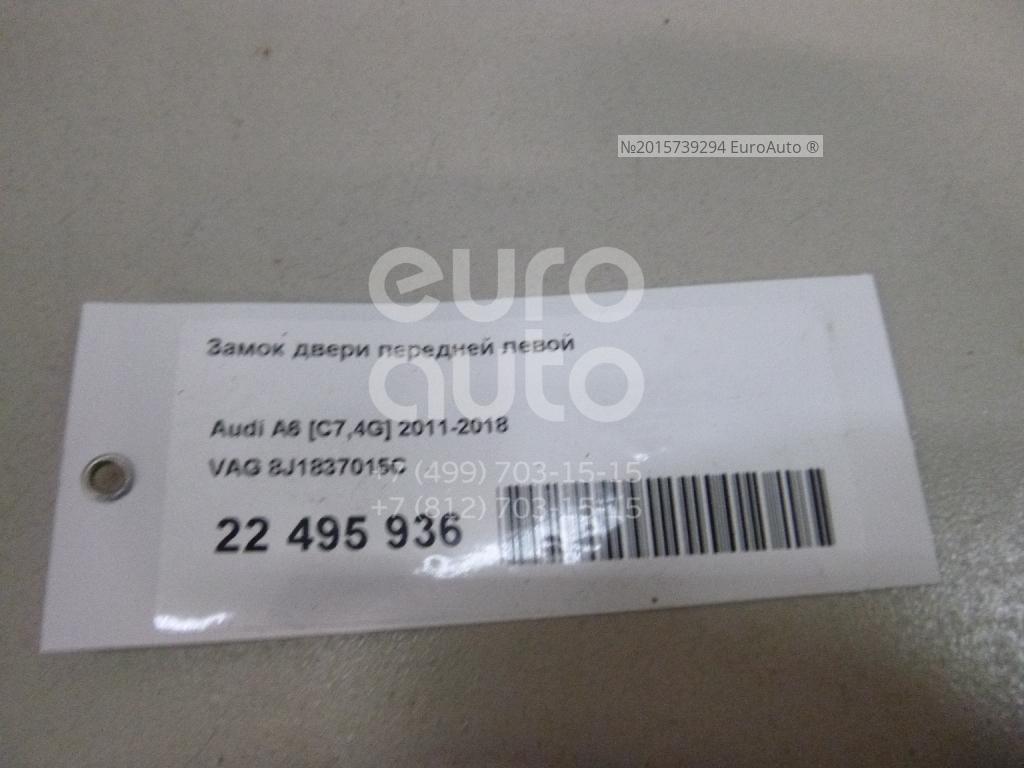 №2015739294 EuroAuto ®
euro
auto
Замок двери передней левой
Audi A6 [C7,4G] 2011-2018
VAG 8J1837015C
+7 (499) 703-15-15
+7 (812) 703-15-15
22 495 936